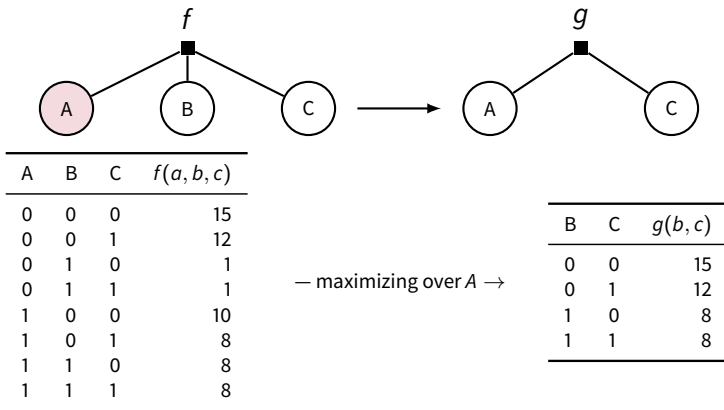 f
g
A B C
A C
A B C f(a, b, c)
0 0 0 15
0 0 1 12
0 1 0 1
0 1 1 1
1 0 0 10
1 0 1 8
1 1 0 8
1 1 1 8
— maximizing over A →
B C g(b, c)
0 0 15
0 1 12
1 0 8
1 1 8